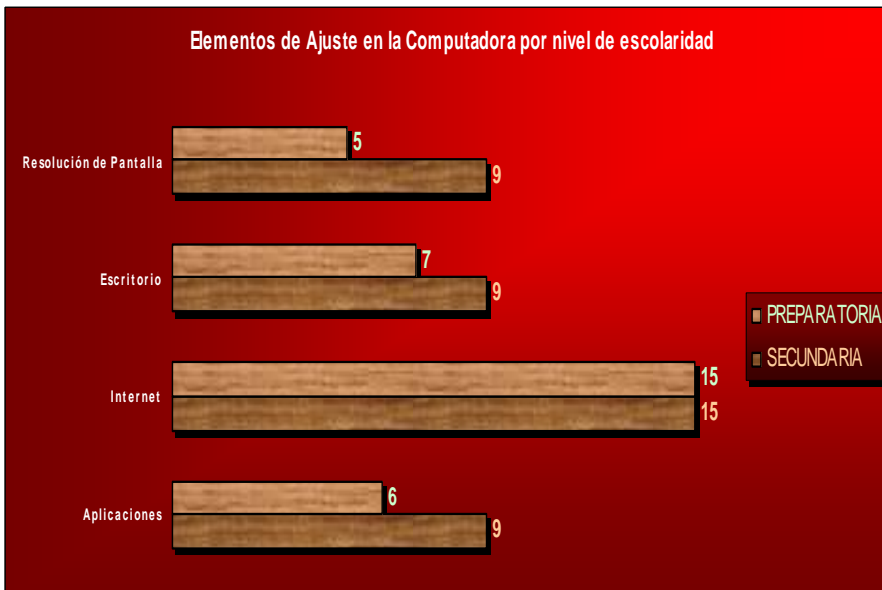 Elementos de Ajuste en la Computadora por nivel de escolaridad
Resolución de Pantalla
5
9
Escritorio
7
9
PREPARATORIA
SECUNDARIA
Internet
15
15
Aplicaciones
6
9